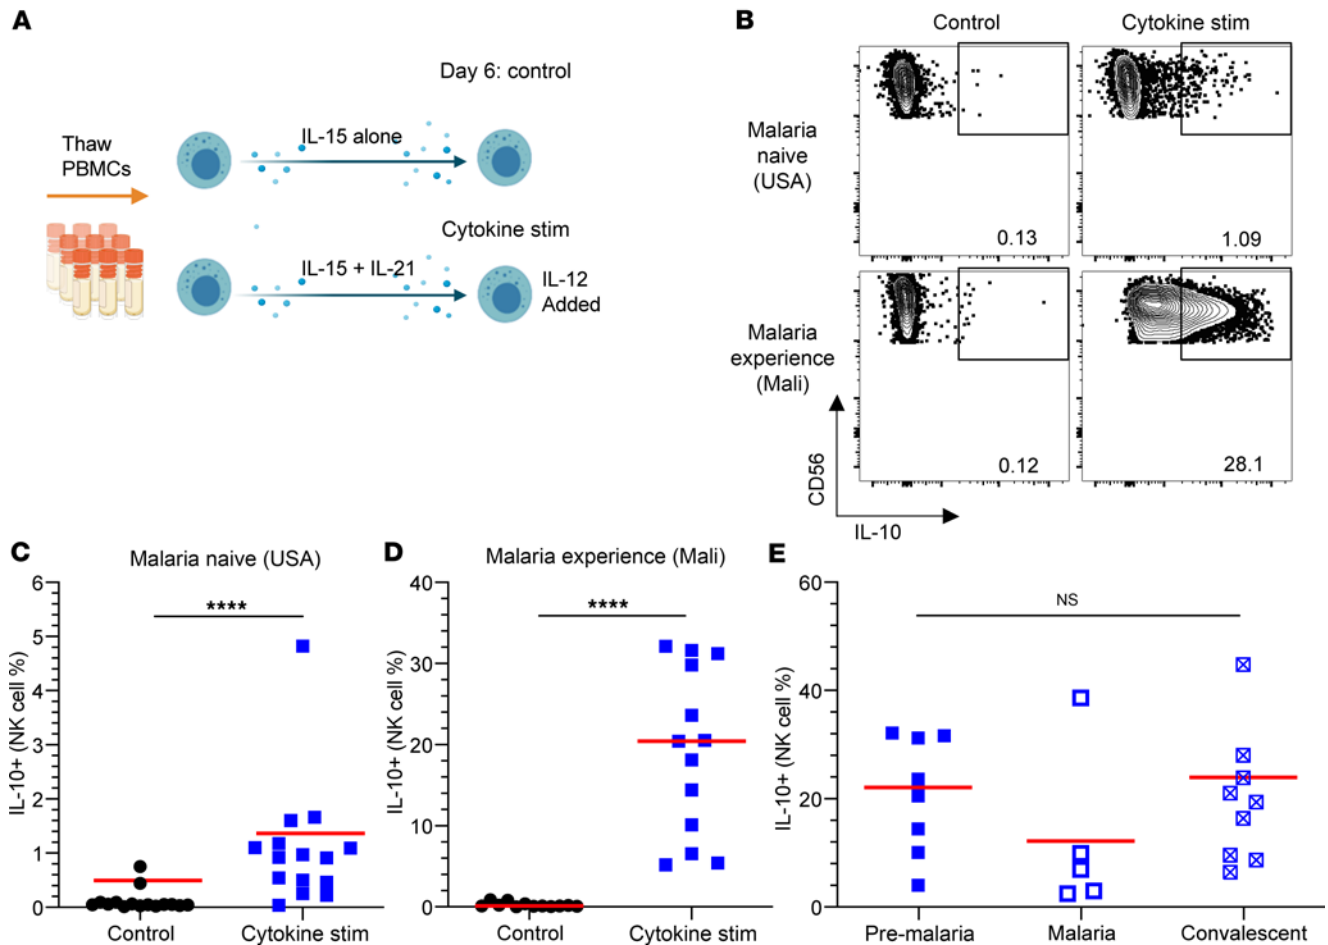 A
Day 6: control
Thaw
PBMCs
IL-15 alone
Cytokine stim
IL-15 + IL-21
IL-12
Added
B
Control
Cytokine stim
Malaria
naive
(USA)
0.13
1.09
Malaria
experience
(Mali)
0.12
28.1
CD56
IL-10
C
Malaria naive (USA)
IL-10+ (NK cell %)
6
5
4
3
2
1
0
****
Control
Cytokine stim
D
Malaria experience (Mali)
IL-10+ (NK cell %)
40
30
20
10
0
****
Control
Cytokine stim
E
IL-10+ (NK cell %)
60
40
20
0
NS
Pre-malaria
Malaria
Convalescent